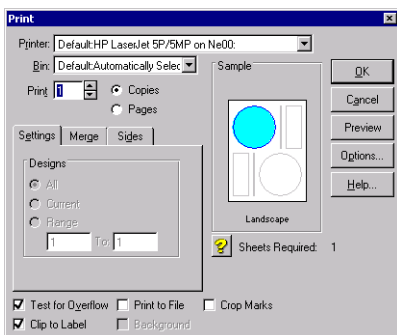 Print
Printer: Default:HP LaserJet 5P/5MP on Ne00:
Bin: Default:Automatically Selec
Sample
OK
Print 1
Copies
Pages
Cancel
Preview
Options...
Help...
Settings Merge Sides
Designs
All
Current
Range
1 To: 1
Landscape
Sheets Required: 1
Test for Overflow Print to File Crop Marks
Clip to Label Background